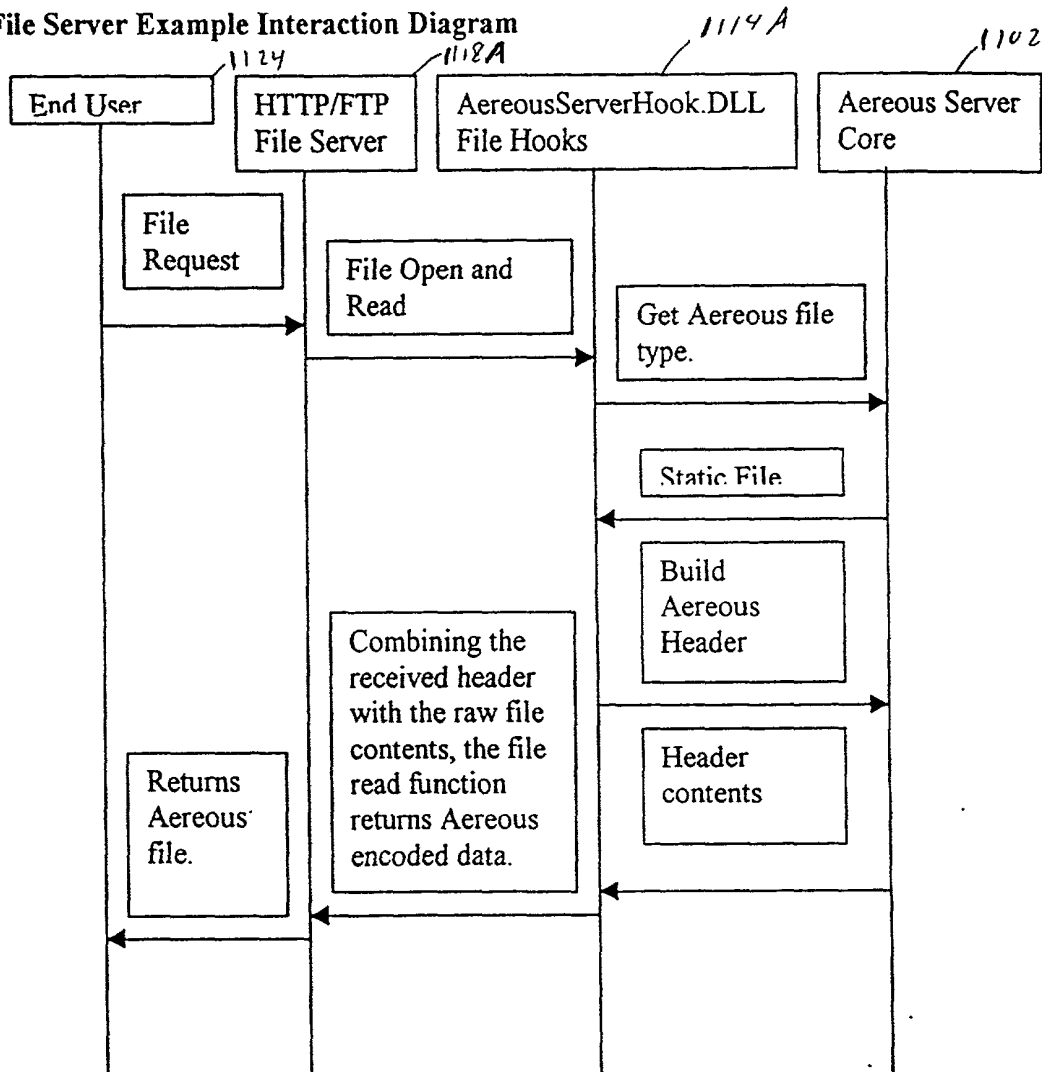 File Server Example Interaction Diagram
1124
1118A
1114A
1102
End User
HTTP/FTP
File Server
AereousServerHook.DLL
File Hooks
Aereous Server
Core
File
Request
File Open and
Read
Get Aereous file
type.
Static File
Build
Aereous
Header
Combining the
received header
with the raw file
contents, the file
read function
returns Aereous
encoded data.
Header
contents
Returns
Aereous
file.